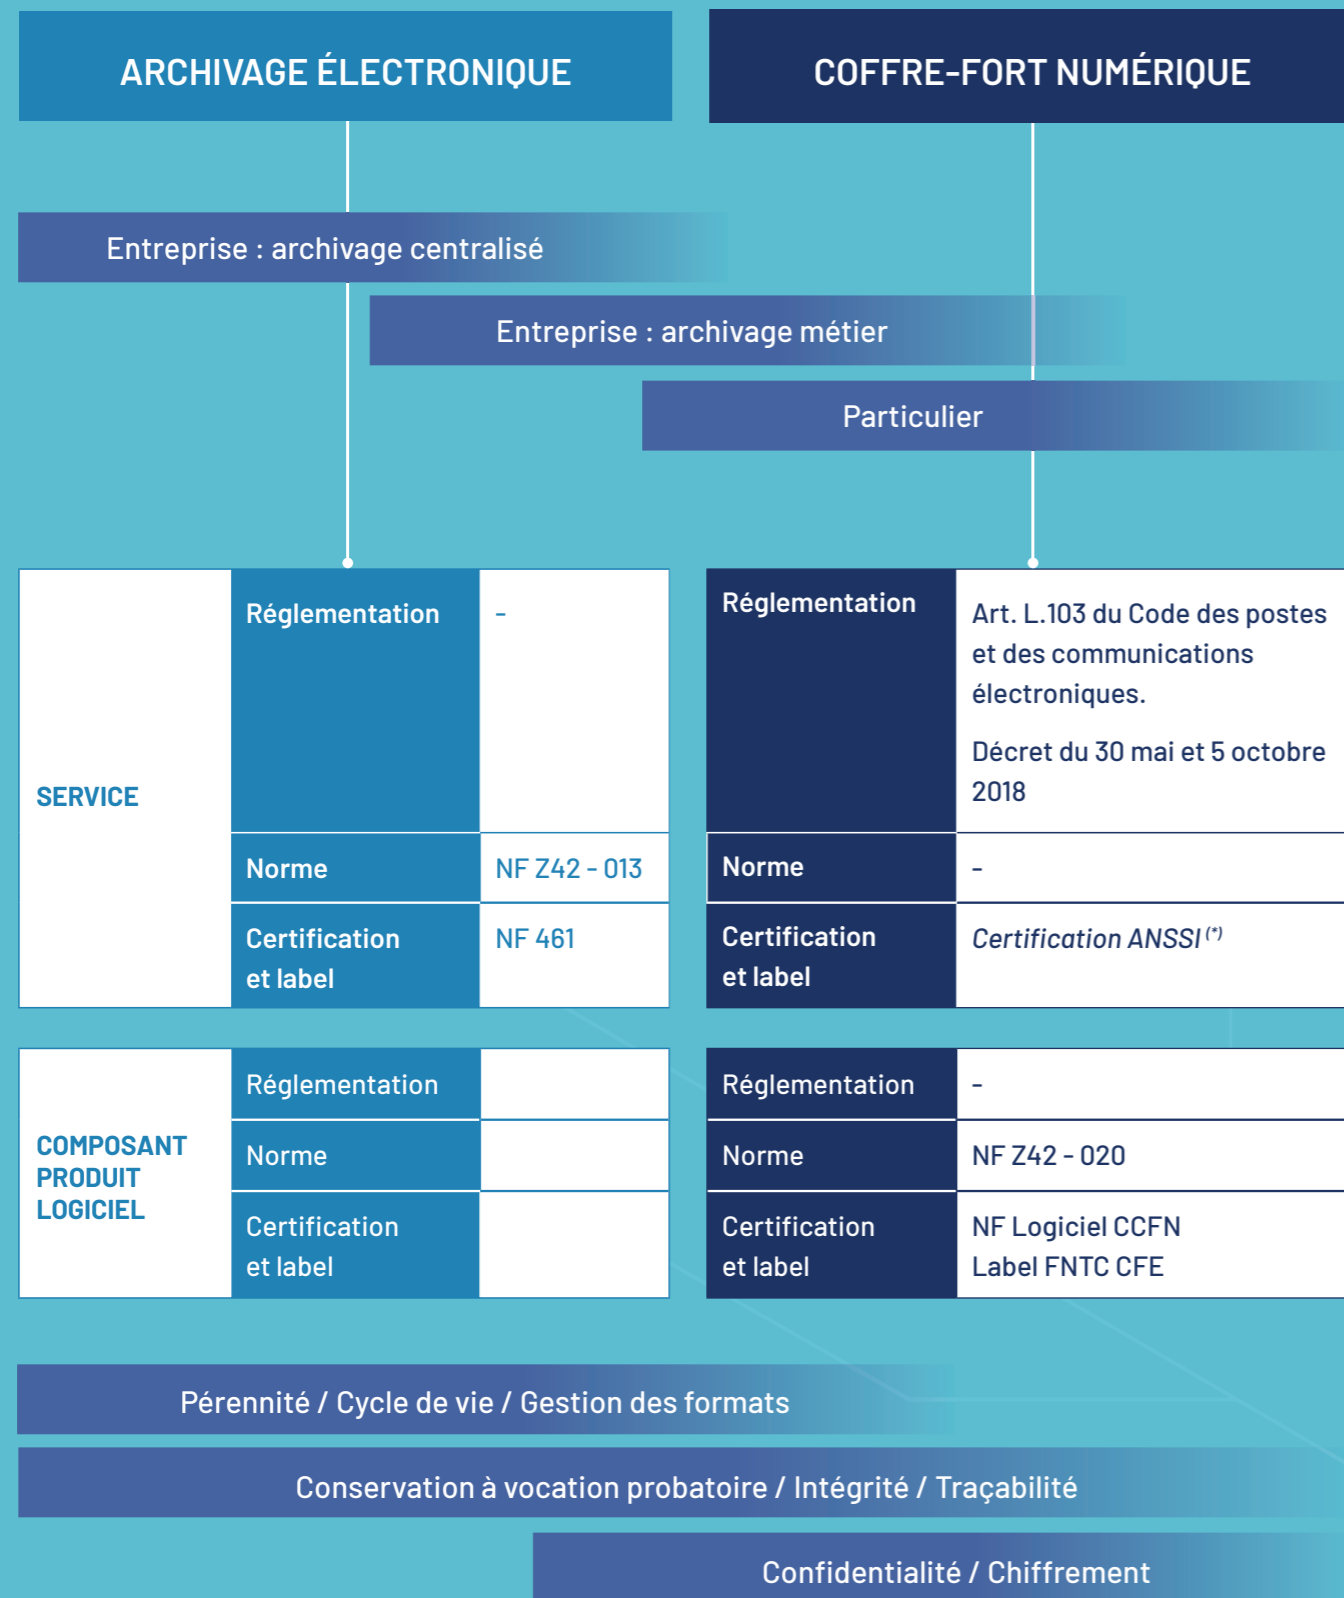 ARCHIVAGE ÉLECTRONIQUE
COFFRE-FORT NUMÉRIQUE
Entreprise : archivage centralisé
Entreprise : archivage métier
Particulier
SERVICE
Réglementation
-
Norme
NF Z42 - 013
Certification
et label
NF 461
Réglementation
Art. L.103 du Code des postes
et des communications
électroniques.
Décret du 30 mai et 5 octobre
2018
Norme
-
Certification
et label
Certification ANSSI (*)
COMPOSANT
PRODUIT
LOGICIEL
Réglementation
Norme
Certification
et label
Réglementation
-
Norme
NF Z42 - 020
Certification
et label
NF Logiciel CCFN
Label FNTC CFE
Pérennité / Cycle de vie / Gestion des formats
Conservation à vocation probatoire / Intégrité / Traçabilité
Confidentialité / Chiffrement